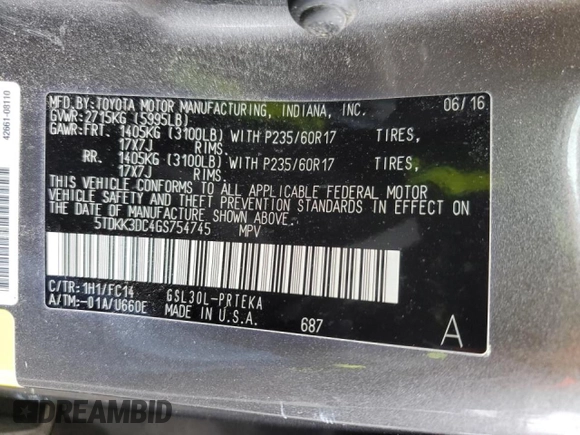 MFD.BY:TOYOTA MOTOR MANUFACTURING, INDIANA, INC. 06/16
GVWR:2715KG (5995LB)
GAWR:FRT. 1405KG (3100LB) WITH P235/60R17 TIRES,
17X7J RIMS.
RR. 1405KG (3100LB) WITH P235/60R17 TIRES,
17X7J RIMS.
THIS VEHICLE CONFORMS TO ALL APPLICABLE FEDERAL MOTOR
VEHICLE SAFETY AND THEFT PREVENTION STANDARDS IN EFFECT ON
THE DATE OF MANUFACTURE SHOWN ABOVE.
5TDKK3DC4GS754745 MPV
C/TR: 1H1/FC14 GSL30L-PRTEKA
A/TM:-01A/U660E MADE IN U.S.A. 687 A
42661-08110
IDREAMBID